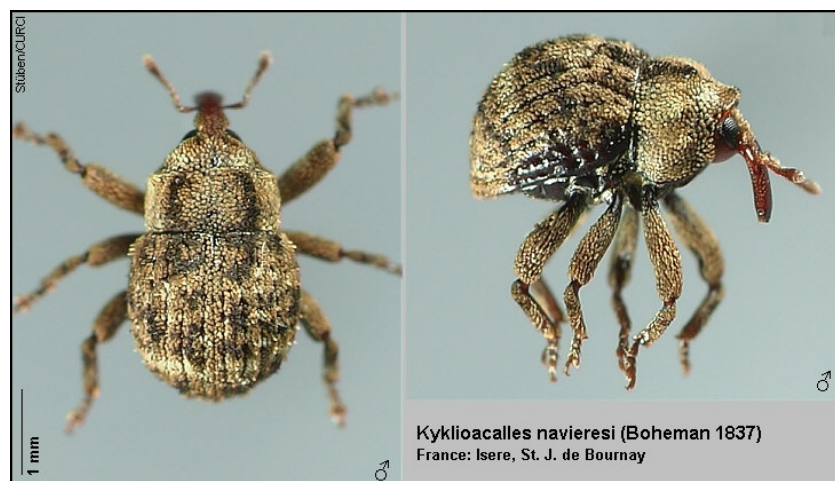 Stüben/CURCI
1 mm
♂
♂
Kyklioacalles navieresi (Boheman 1837)
France: Isere, St. J. de Bournay